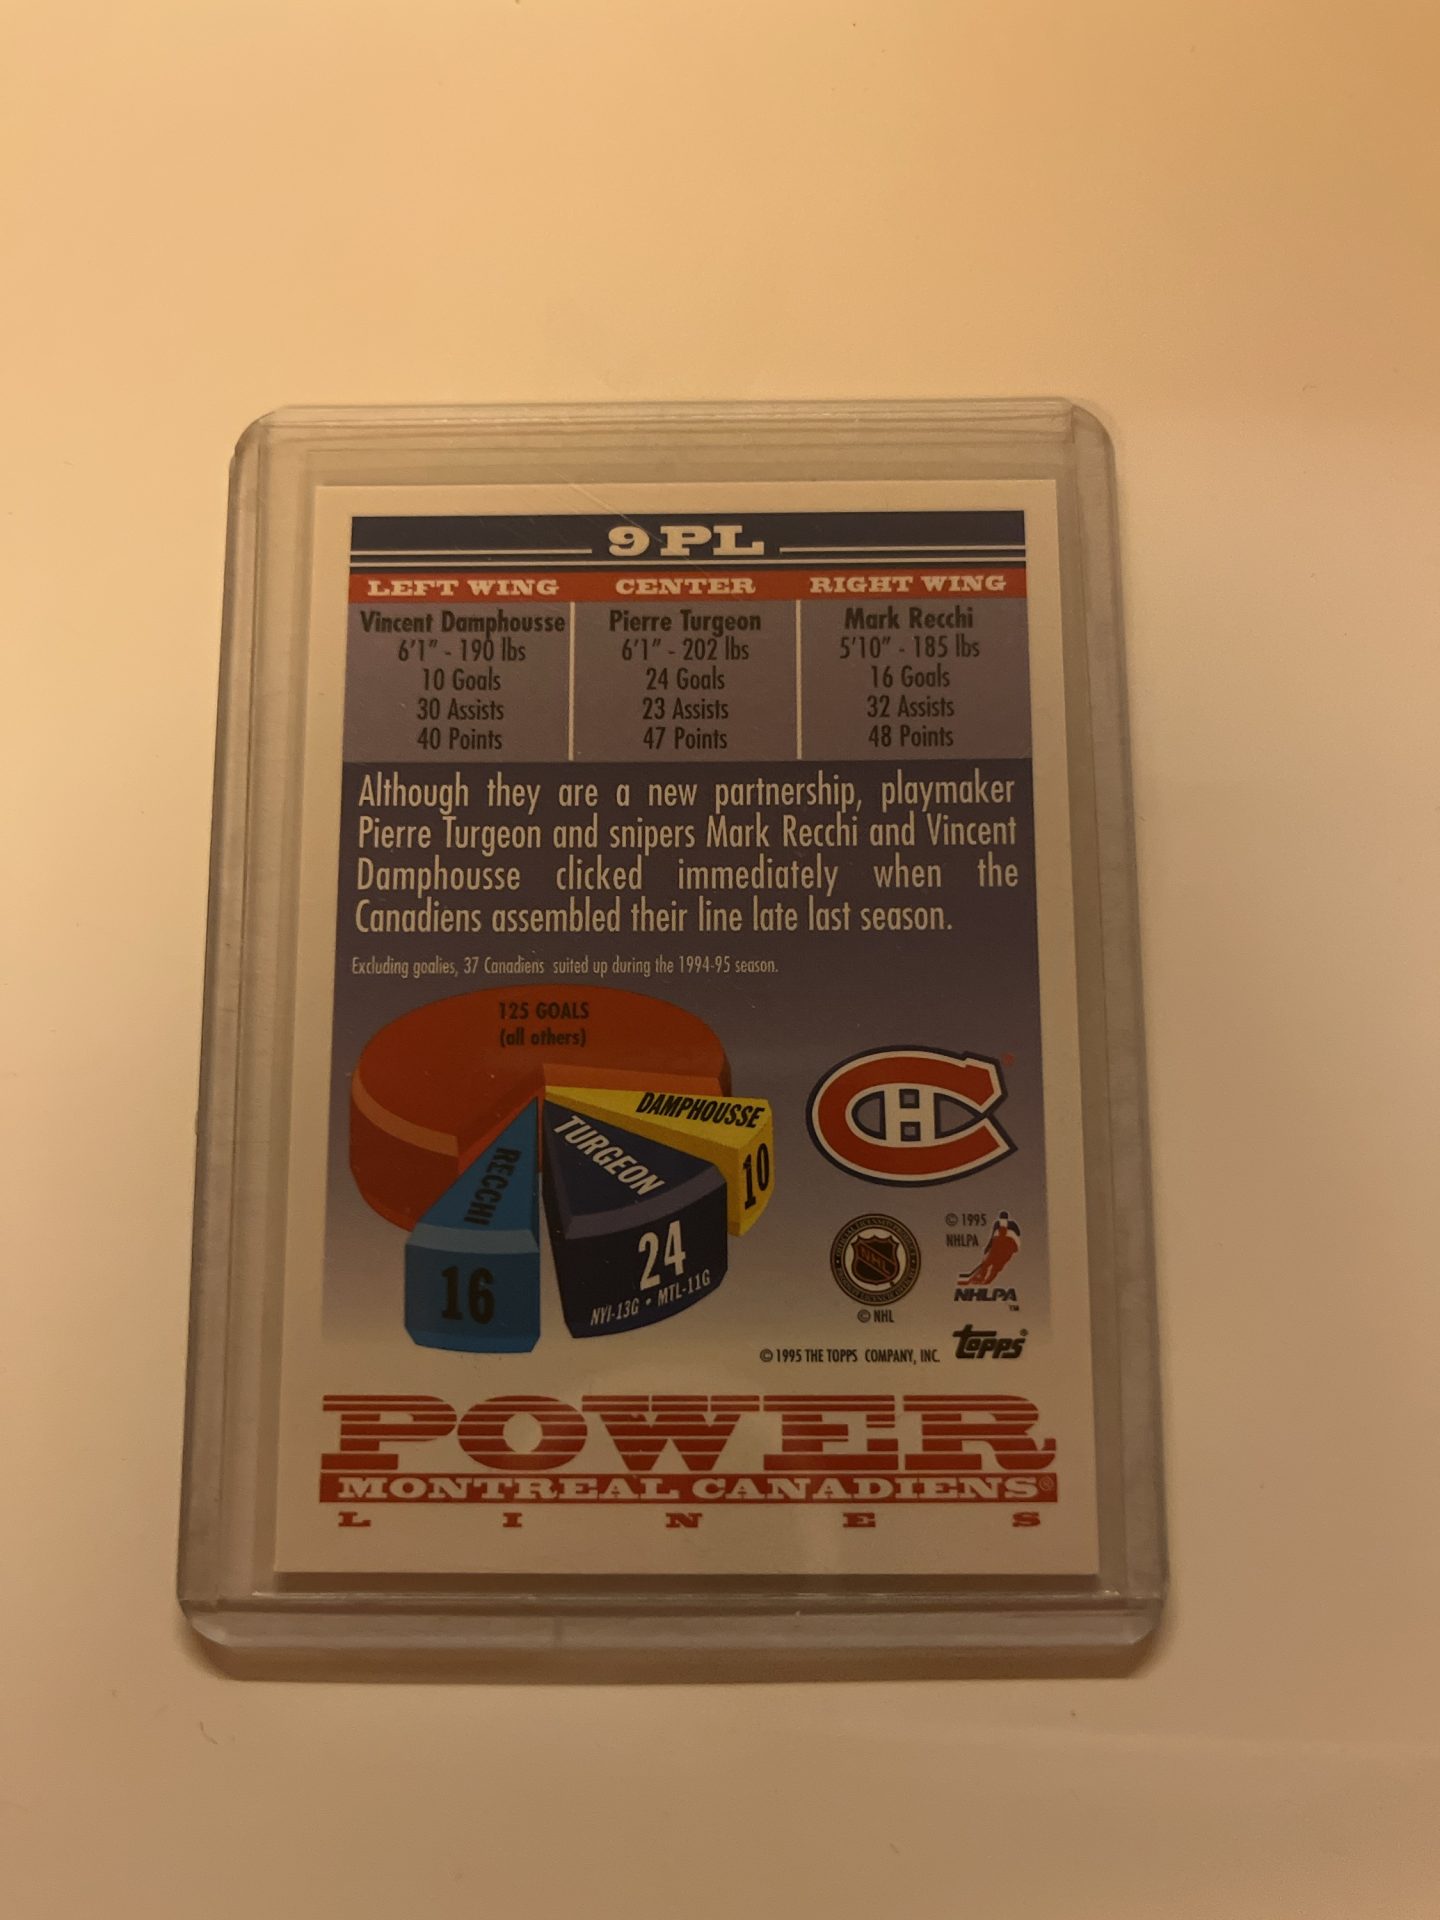 9PL
LEFT WING CENTER RIGHT WING
Vincent Damphousse Pierre Turgeon Mark Recchi
6'1" - 190 lbs 6'1" - 202 lbs 5'10" - 185 lbs
10 Goals 24 Goals 16 Goals
30 Assists 23 Assists 32 Assists
40 Points 47 Points 48 Points
Although they are a new partnership, playmaker
Pierre Turgeon and snipers Mark Recchi and Vincent
Damphousse clicked immediately when the
Canadiens assembled their line late last season.
Excluding goalies, 37 Canadiens suited up during the 1994-95 season.
125 GOALS
(all others)
DAMPHOUSSE
10
TURGEON
24
NYI-13G • MTL-11G
RECCHI
16
CH
®
NHL
© NHL
© 1995
NHLPA
NHLPA
™
© 1995 THE TOPPS COMPANY, INC. topps®
POWER
MONTREAL CANADIENS®
LINES